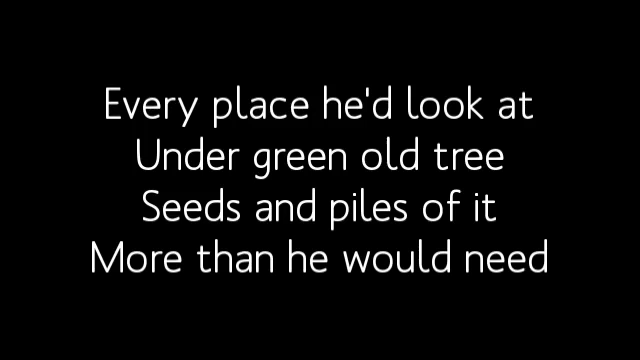 Every place he'd look at
Under green old tree
Seeds and piles of it
More than he would need